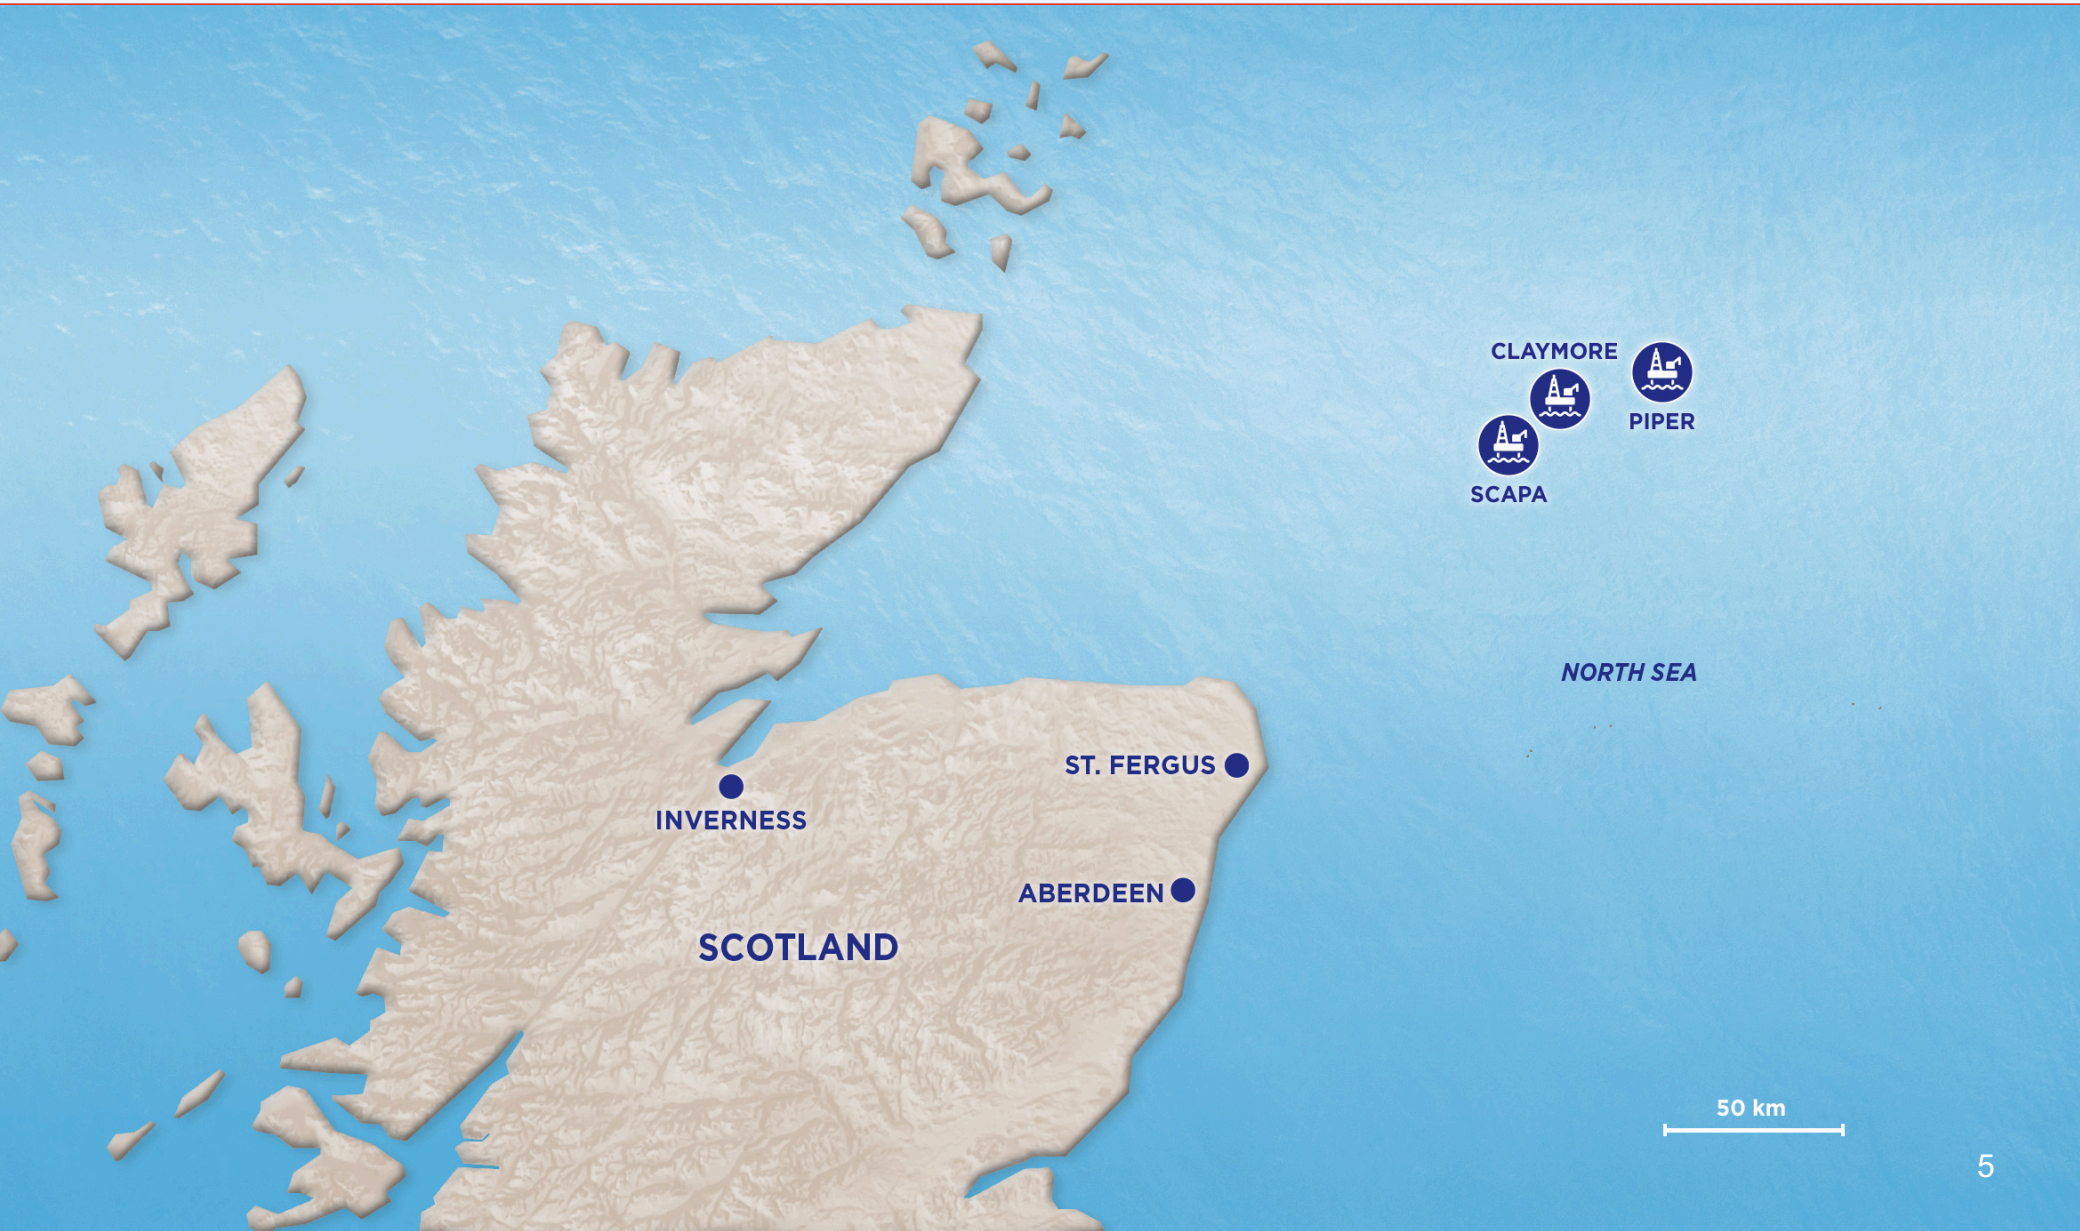 CLAYMORE
PIPER
SCAPA
NORTH SEA
ST. FERGUS
INVERNESS
ABERDEEN
SCOTLAND
50 km
5